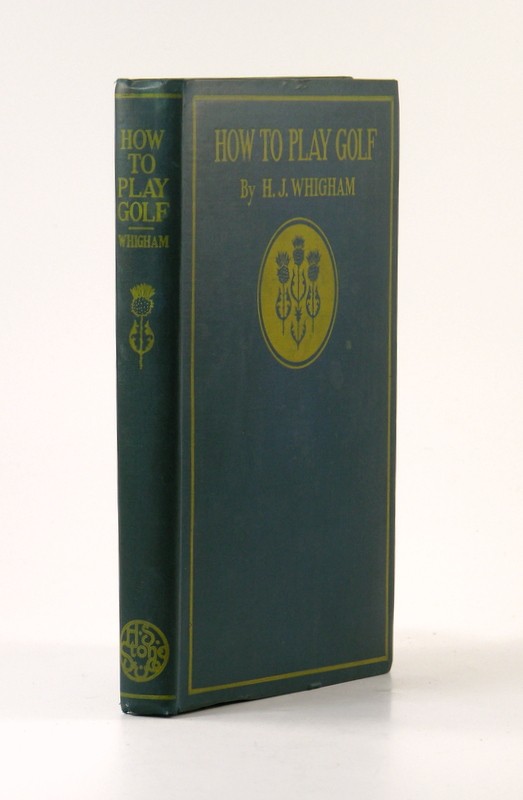 HOW
TO
PLAY
GOLF
WHIGHAM
H.S.
Stone
& Co
HOW TO PLAY GOLF
By H. J. WHIGHAM